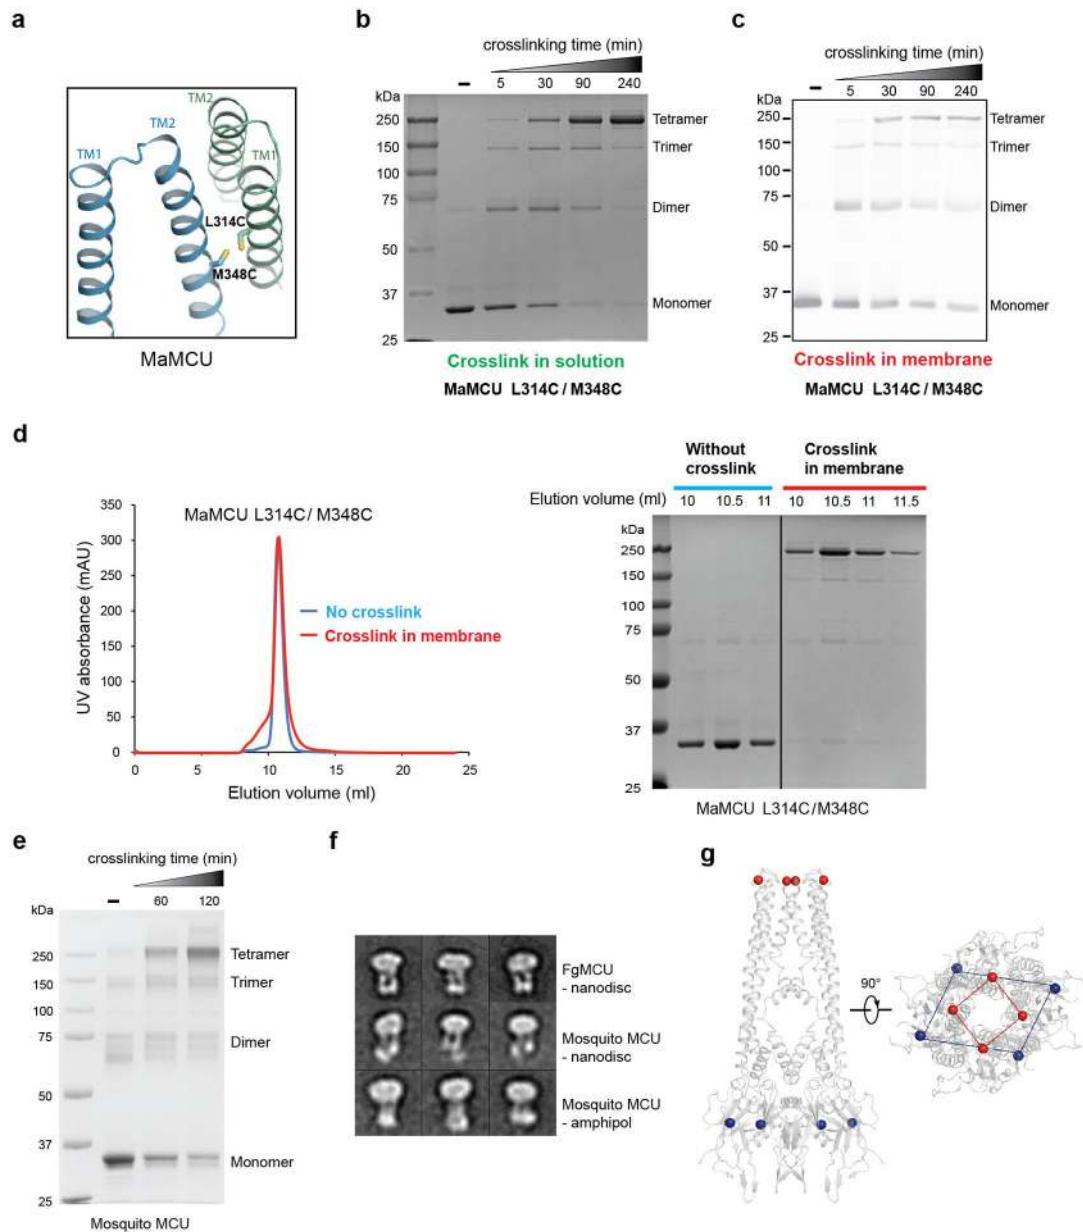 a
TM2
TM2
TM1
TM1
L314C
M348C
MaMCU
b
crosslinking time (min)
– 5 30 90 240
kDa
250
150
100
75
50
37
25
Tetramer
Trimer
Dimer
Monomer
Crosslink in solution
MaMCU L314C / M348C
c
crosslinking time (min)
– 5 30 90 240
kDa
250
150
100
75
50
37
25
Tetramer
Trimer
Dimer
Monomer
Crosslink in membrane
MaMCU L314C / M348C
d
350
300
250
200
150
100
50
0
UV absorbance (mAU)
MaMCU L314C/ M348C
No crosslink
Crosslink in membrane
0 5 10 15 20 25
Elution volume (ml)
Without crosslink
Crosslink in membrane
Elution volume (ml) 10 10.5 11 10 10.5 11 11.5
kDa
250
150
100
75
50
37
25
MaMCU L314C/M348C
e
crosslinking time (min)
– 60 120
kDa
250
150
100
75
50
37
25
Tetramer
Trimer
Dimer
Monomer
Mosquito MCU
f
FgMCU
- nanodisc
Mosquito MCU
- nanodisc
Mosquito MCU
- amphipol
g
90°